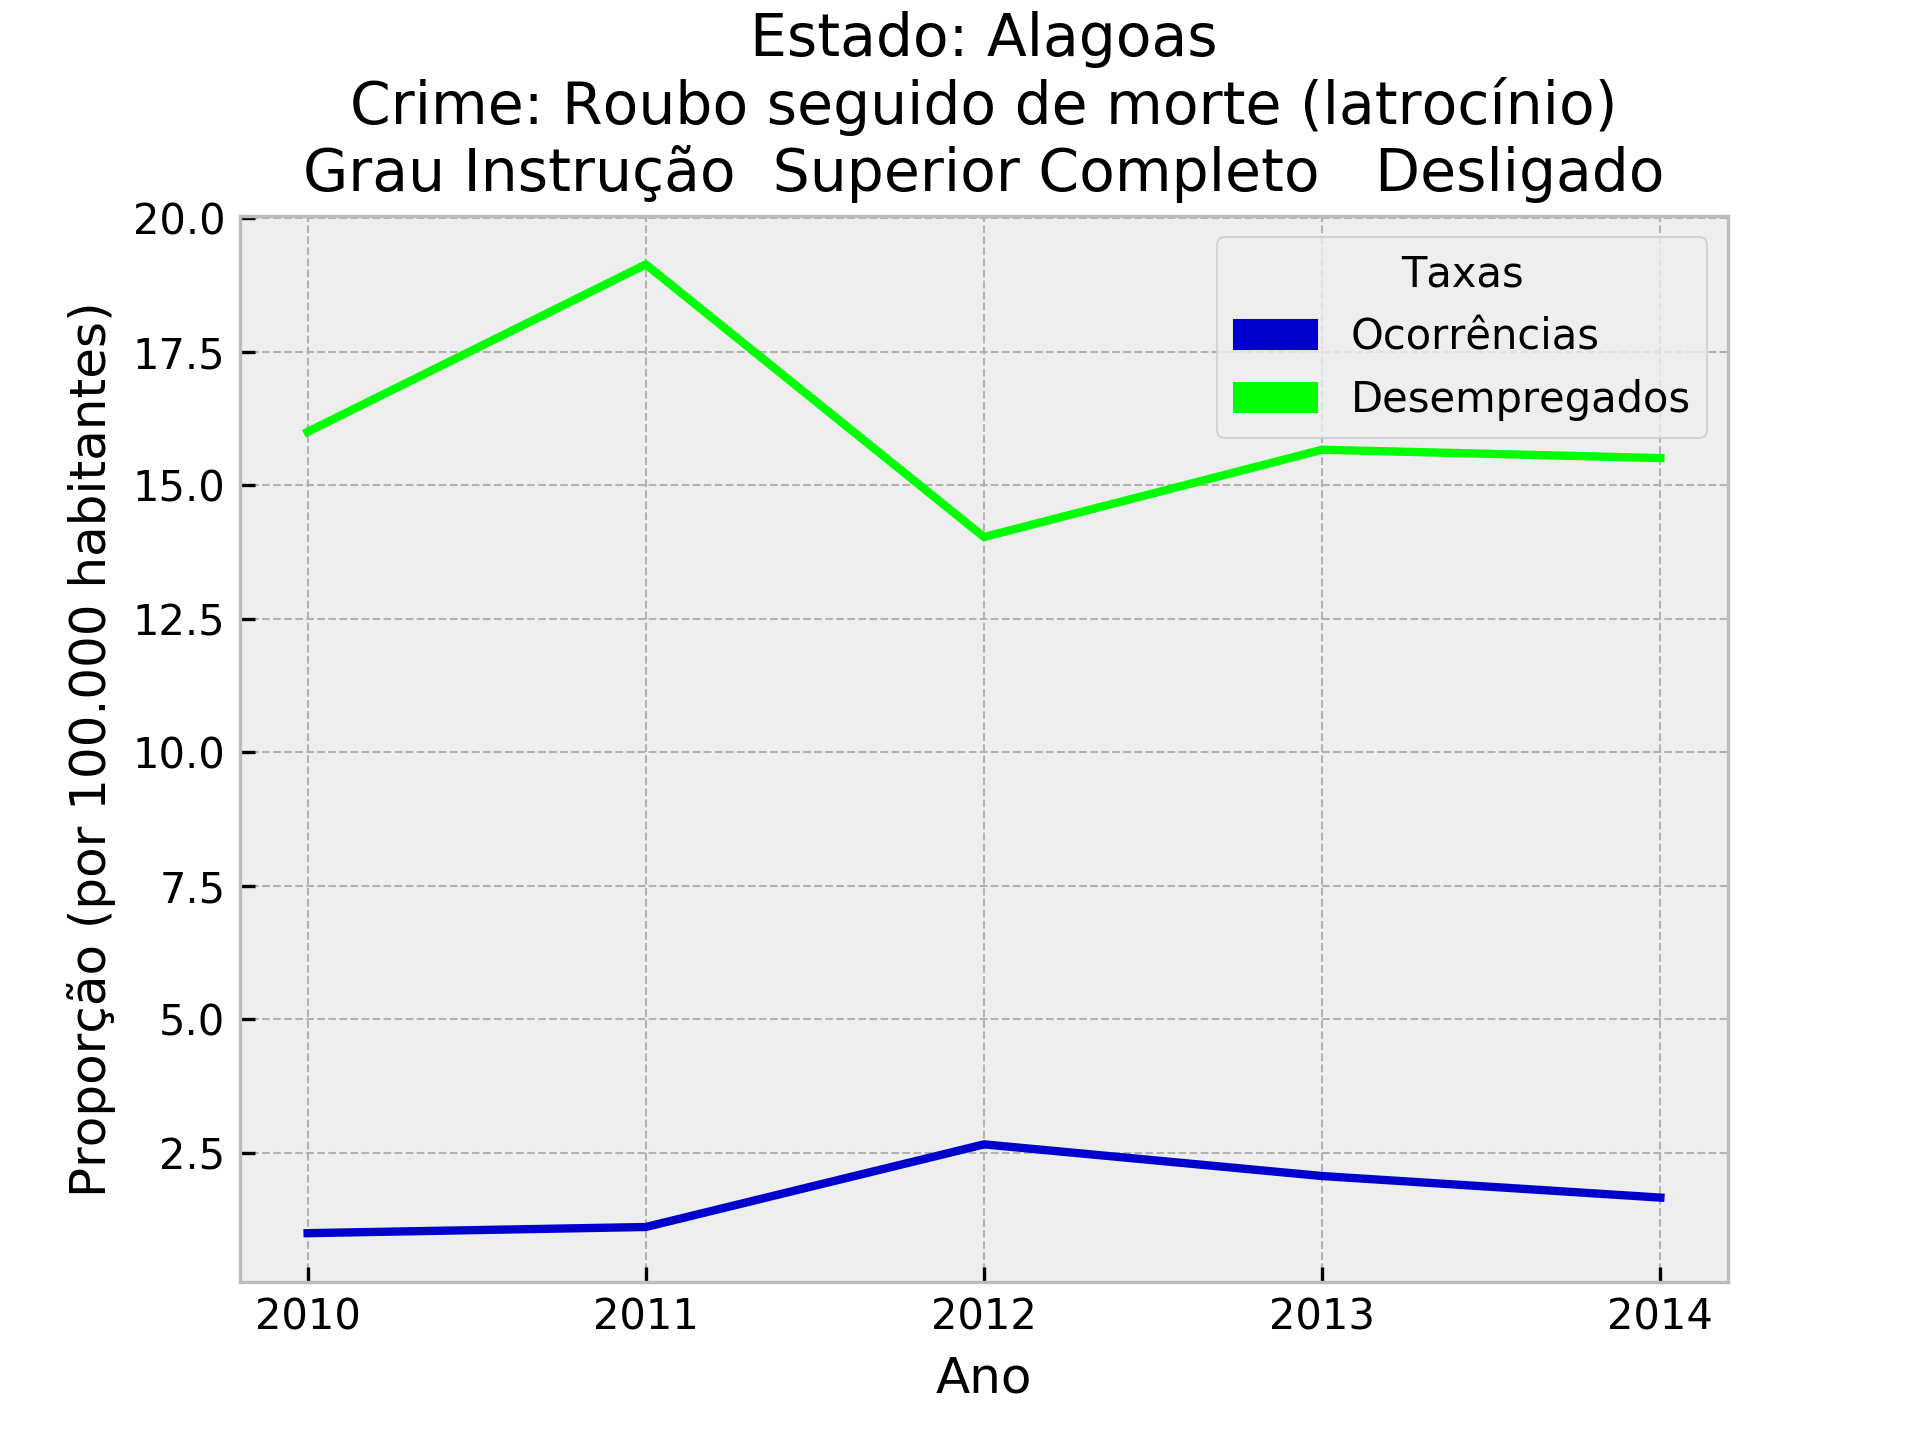 Estado: Alagoas
Crime: Roubo seguido de morte (latrocínio)
Grau Instrução  Superior Completo   Desligado
Proporção (por 100.000 habitantes)
20.0
17.5
15.0
12.5
10.0
7.5
5.0
2.5
Taxas
Ocorrências
Desempregados
2010 2011 2012 2013 2014
Ano